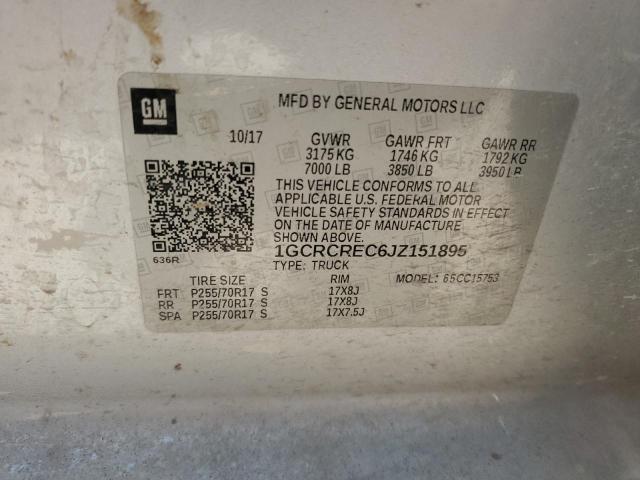 GM
MFD BY GENERAL MOTORS LLC
10/17 GVWR GAWR FRT GAWR RR
3175 KG 1746 KG 1792 KG
7000 LB 3850 LB 3950 LB
THIS VEHICLE CONFORMS TO ALL
APPLICABLE U.S. FEDERAL MOTOR
VEHICLE SAFETY STANDARDS IN EFFECT
ON THE DATE OF MANUFACTURE
SHOWN ABOVE.
1GCRCREC6JZ151895
636R
TYPE: TRUCK
MODEL: 65CC15753
TIRE SIZE RIM
FRT P255/70R17 S 17X8J
RR P255/70R17 S 17X8J
SPA P255/70R17 S 17X7.5J